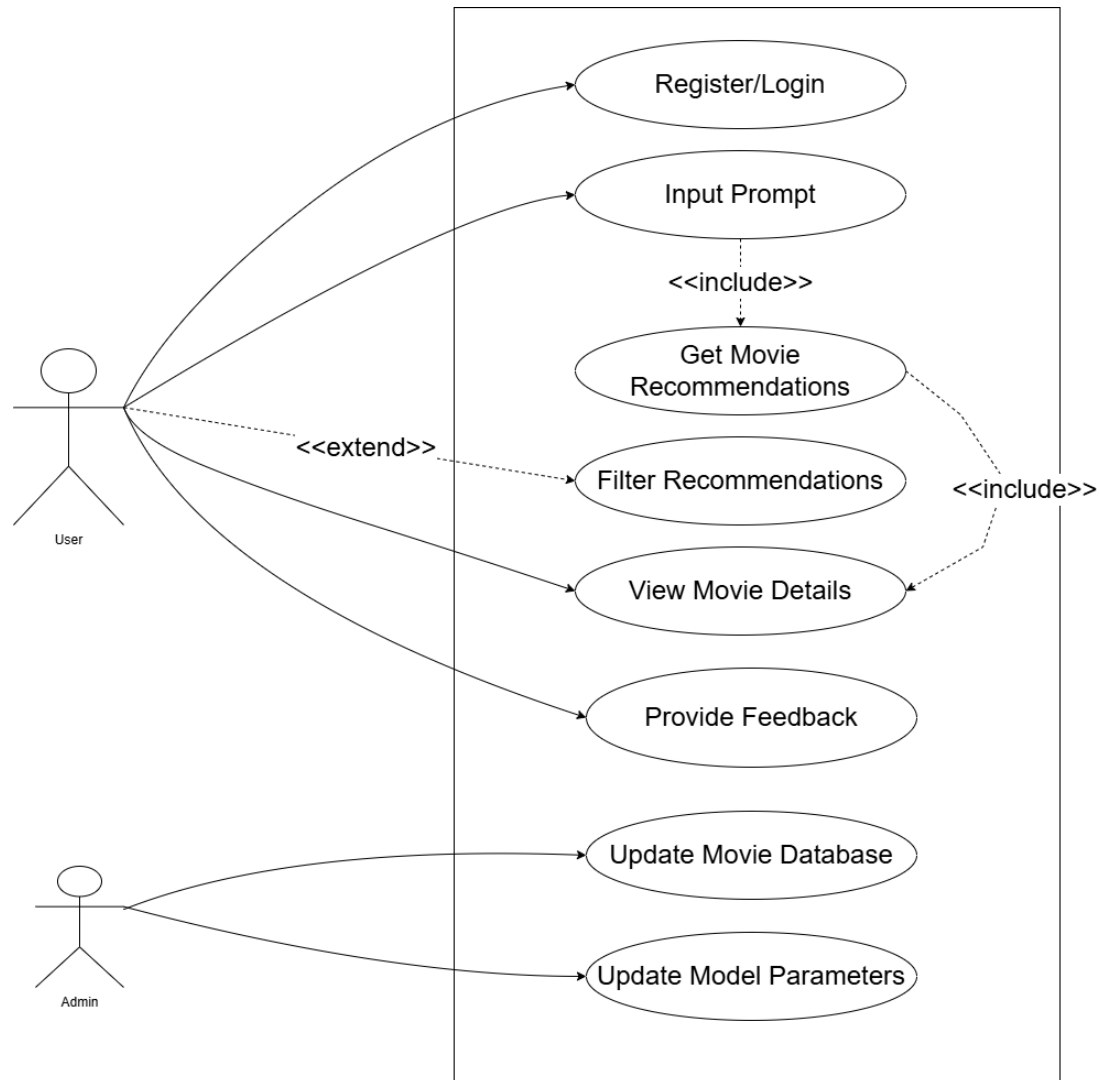 Register/Login
Input Prompt
<<include>>
Get Movie
Recommendations
<<extend>>
Filter Recommendations
<<include>>
User
View Movie Details
Provide Feedback
Update Movie Database
Update Model Parameters
Admin